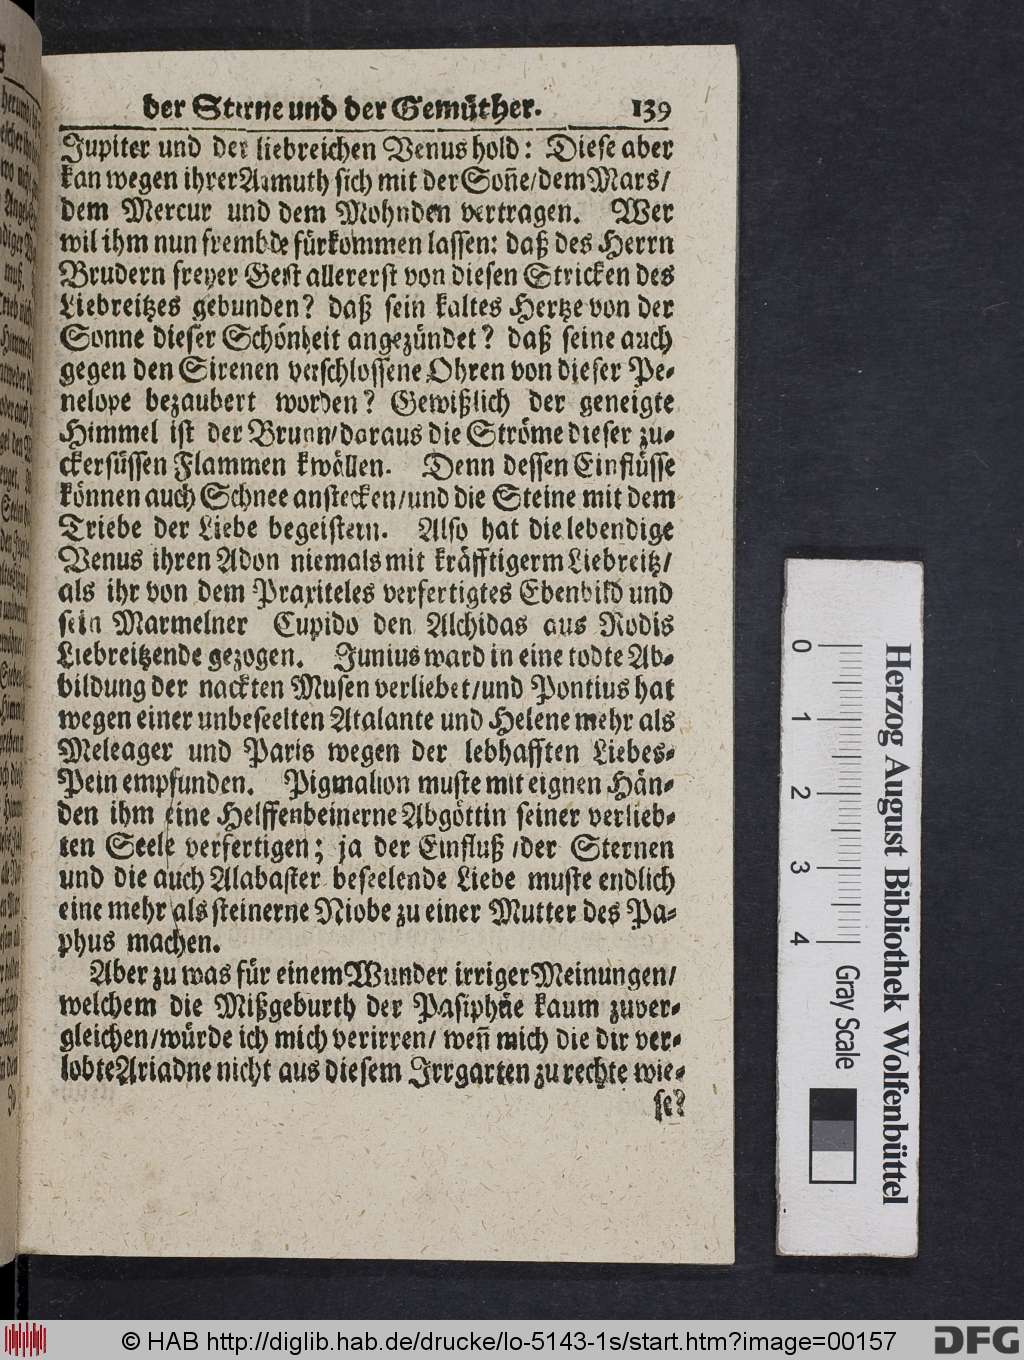 der Sterne und der Gemüther. 139
Jupiter und der liebreichen Venus hold: Diese aber
kan wegen ihrer Anmuth sich mit der Soñe/dem Mars/
dem Mercur und dem Mohnden vertragen. Wer
wil ihm nun frembde fürkommen lassen: daß des Herrn
Brudern freyer Geist allererst von diesen Stricken des
Liebreitzes gebunden? daß sein kaltes Hertze von der
Sonne dieser Schönheit angezündet? daß seine auch
gegen den Sirenen verschlossene Ohren von dieser Pe-
nelope bezaubert worden? Gewißlich der geneigte
Himmel ist der Brunn/daraus die Ströme dieser zu-
ckersüssen Flammen kwöllen. Denn dessen Einflüsse
können auch Schnee anstecken/und die Steine mit dem
Triebe der Liebe begeistern. Also hat die lebendige
Venus ihren Adon niemals mit kräfftigerm Liebreitz/
als ihr von dem Praxiteles verfertigtes Ebenbild und
sein Marmelner Cupido den Alchidas aus Rodis
Liebreitzende gezogen. Junius ward in eine todte Ab-
bildung der nackten Musen verliebet/und Pontius hat
wegen einer unbeseelten Atalante und Helene mehr als
Meleager und Paris wegen der lebhafften Liebes-
Pein empfunden. Pigmalion muste mit eignen Hän-
den ihm eine Helffenbeinerne Abgöttin seiner verlieb-
ten Seele verfertigen; ja der Einfluß /der Sternen
und die auch Alabaster beseelende Liebe muste endlich
eine mehr als steinerne Niobe zu einer Mutter des Pa-
phus machen.
Aber zu was für einem Wunder irriger Meinungen/
welchem die Mißgeburth der Pasiphäe kaum zuver-
gleichen/würde ich mich verirren/ weñ mich die dir ver-
lobte Ariadne nicht aus diesem Irrgarten zu rechte wie-
se?
Herzog August Bibliothek Wolfenbüttel
0 1 2 3 4
Gray Scale
© HAB http://diglib.hab.de/drucke/lo-5143-1s/start.htm?image=00157
DFG